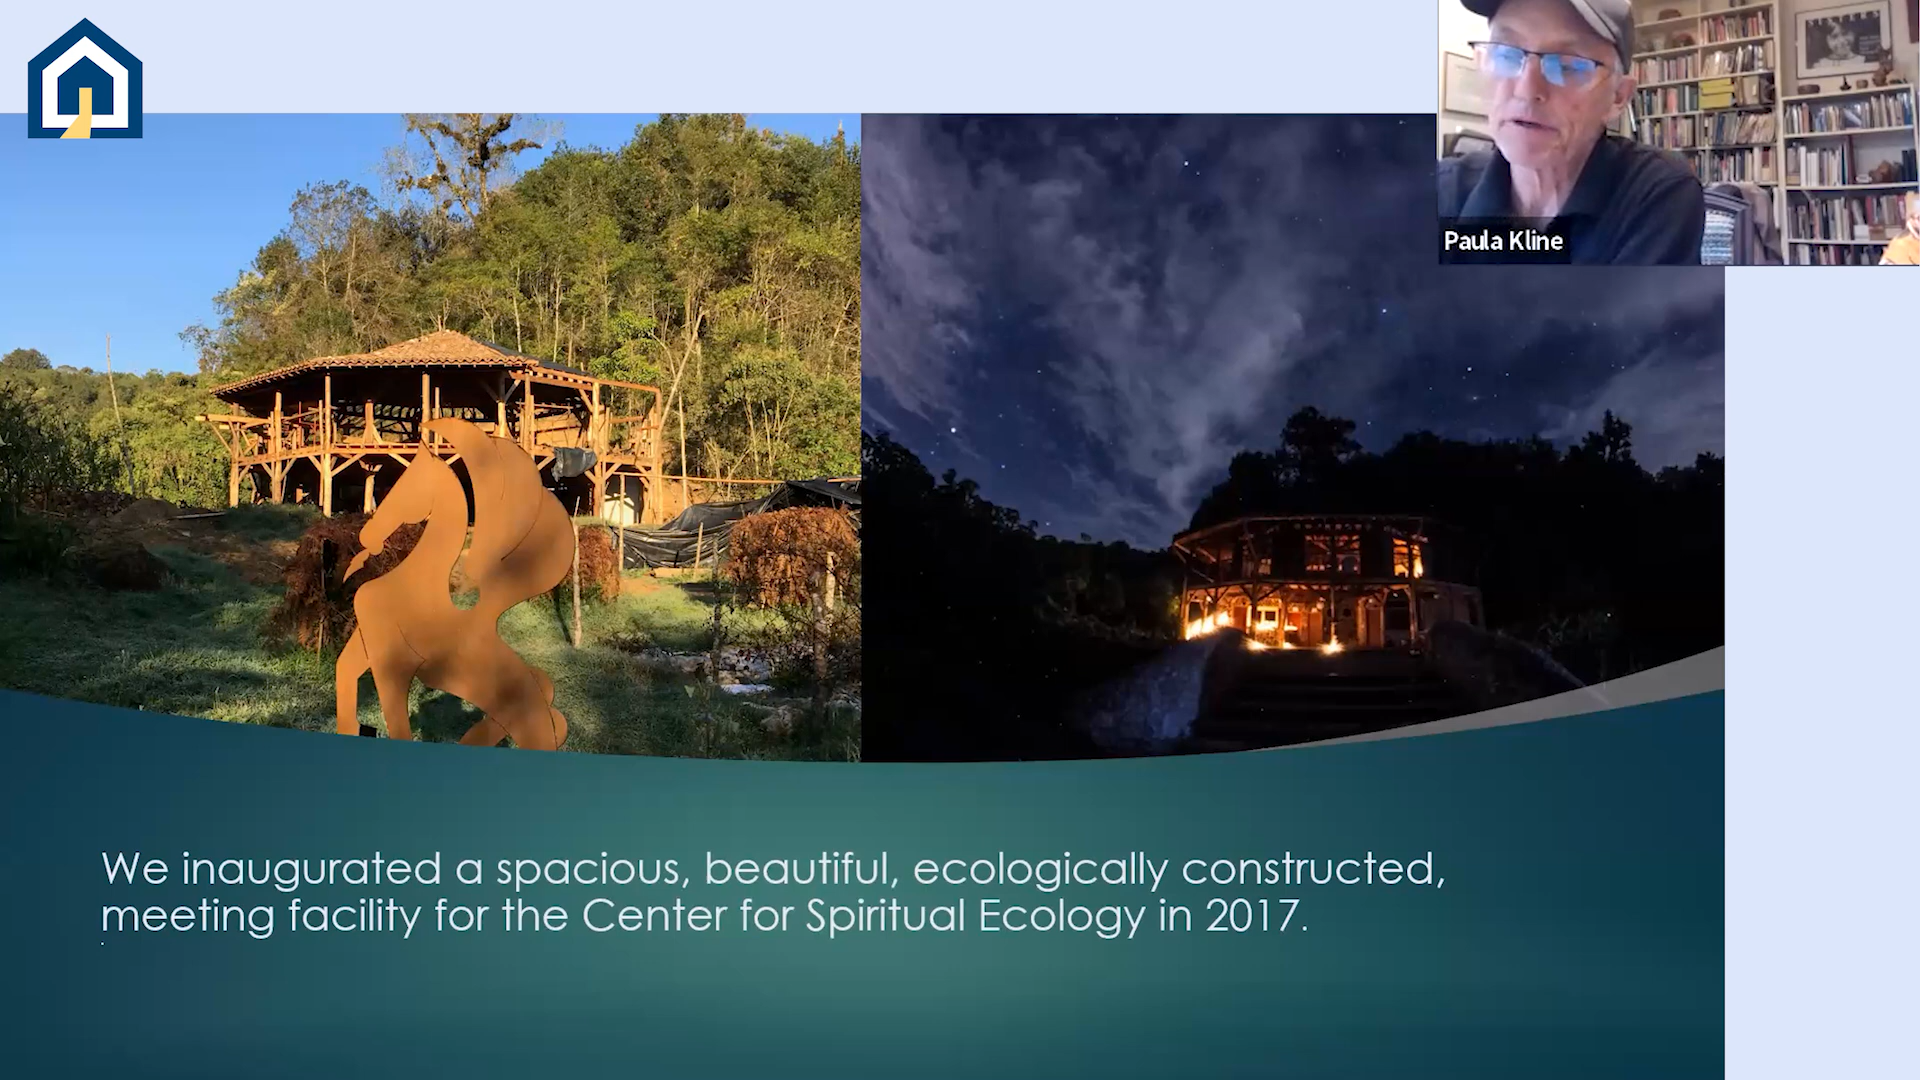 Paula Kline
We inaugurated a spacious, beautiful, ecologically constructed,
meeting facility for the Center for Spiritual Ecology in 2017.